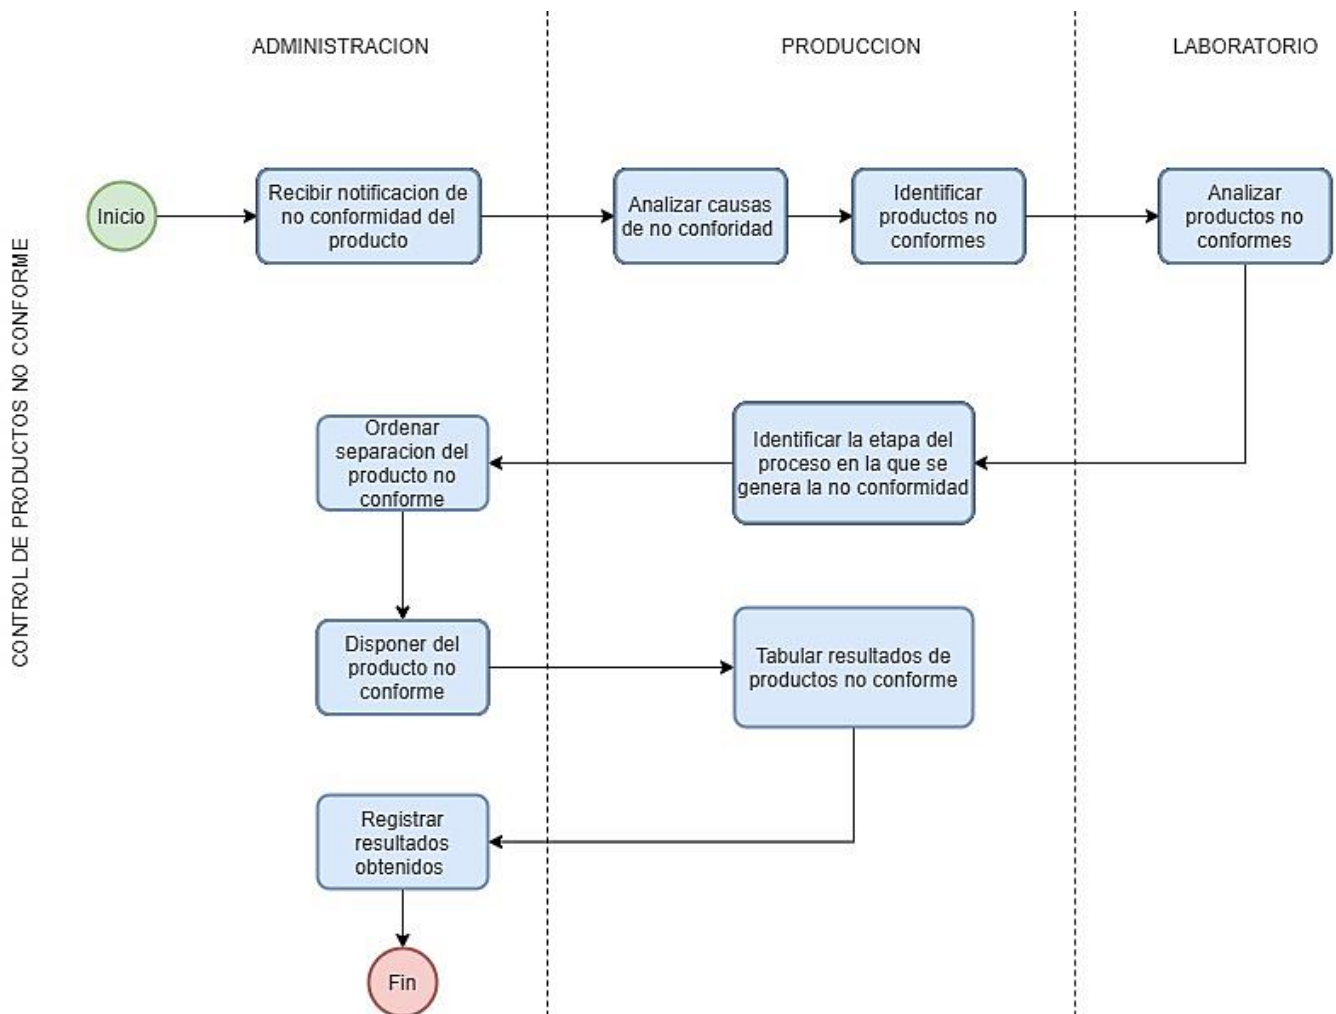 ADMINISTRACION
PRODUCCION
LABORATORIO
CONTROL DE PRODUCTOS NO CONFORME
Inicio
Recibir notificacion de
no conformidad del
producto
Analizar causas
de no conforidad
Identificar
productos no
conformes
Analizar
productos no
conformes
Identificar la etapa del
proceso en la que se
genera la no conformidad
Ordenar
separacion del
producto no
conforme
Disponer del
producto no
conforme
Tabular resultados de
productos no conforme
Registrar
resultados
obtenidos
Fin